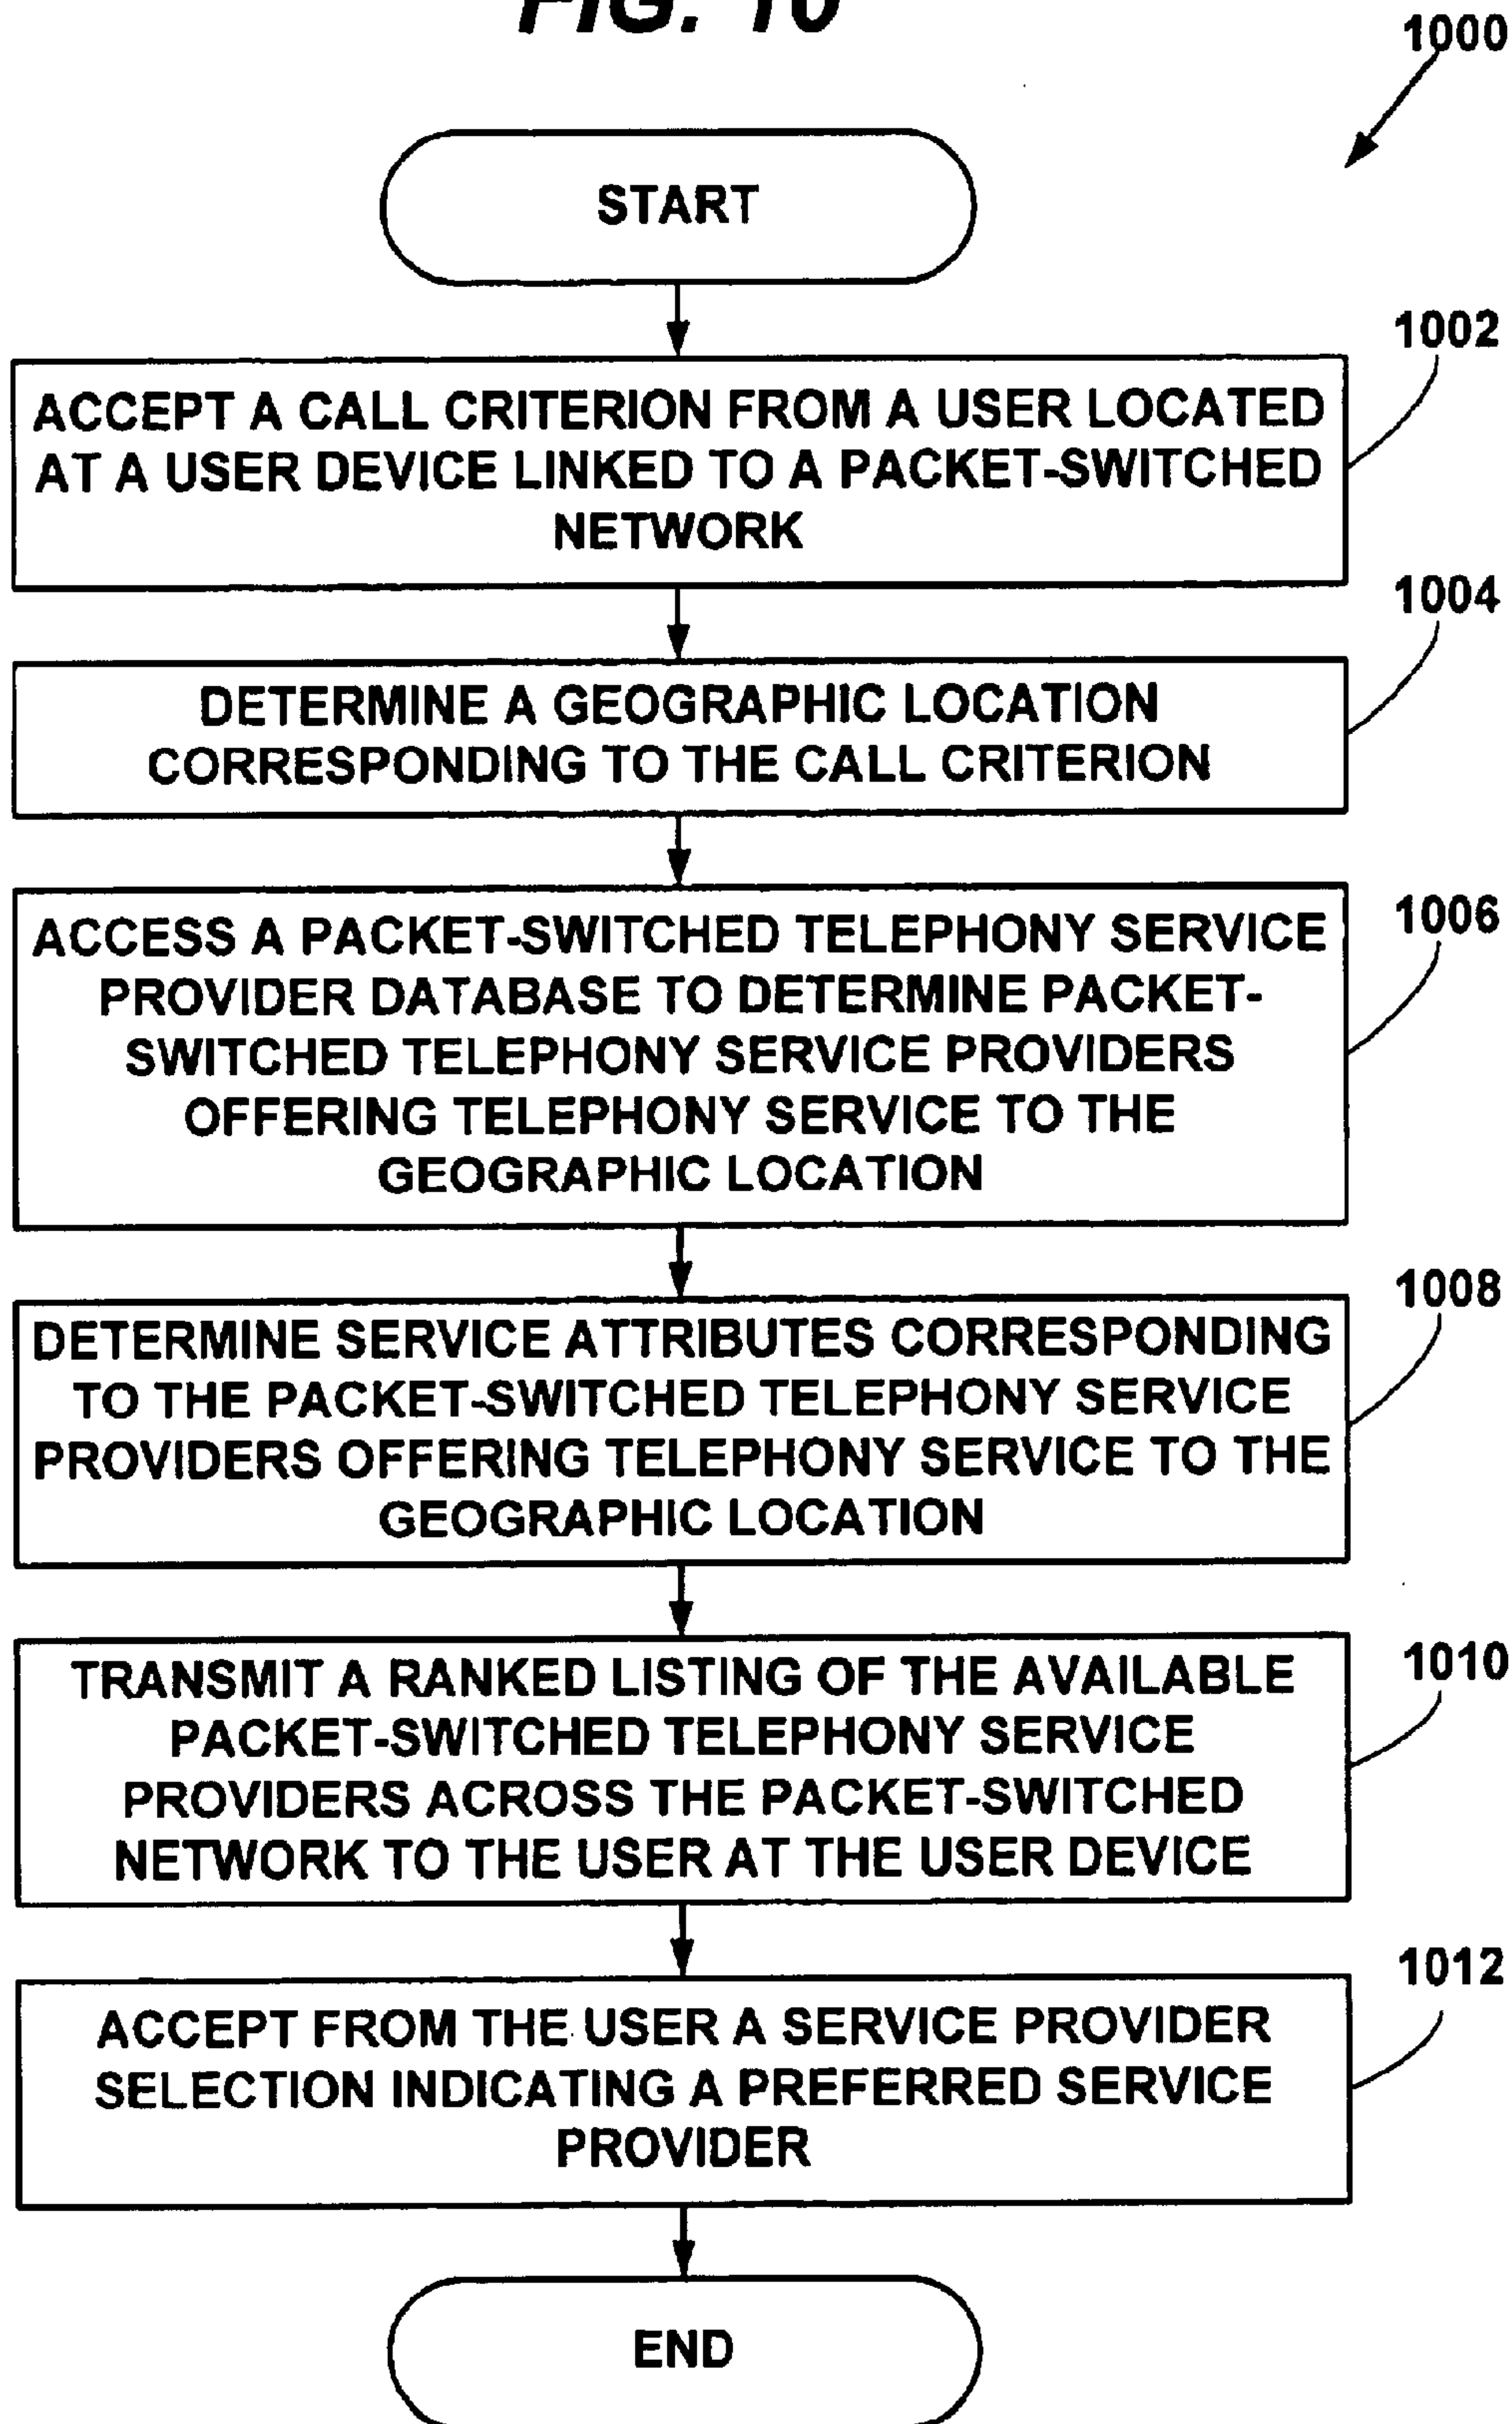 FIG. 10
1000
START
1002
ACCEPT A CALL CRITERION FROM A USER LOCATED
AT A USER DEVICE LINKED TO A PACKET-SWITCHED
NETWORK
1004
DETERMINE A GEOGRAPHIC LOCATION
CORRESPONDING TO THE CALL CRITERION
1006
ACCESS A PACKET-SWITCHED TELEPHONY SERVICE
PROVIDER DATABASE TO DETERMINE PACKET-
SWITCHED TELEPHONY SERVICE PROVIDERS
OFFERING TELEPHONY SERVICE TO THE
GEOGRAPHIC LOCATION
1008
DETERMINE SERVICE ATTRIBUTES CORRESPONDING
TO THE PACKET-SWITCHED TELEPHONY SERVICE
PROVIDERS OFFERING TELEPHONY SERVICE TO THE
GEOGRAPHIC LOCATION
1010
TRANSMIT A RANKED LISTING OF THE AVAILABLE
PACKET-SWITCHED TELEPHONY SERVICE
PROVIDERS ACROSS THE PACKET-SWITCHED
NETWORK TO THE USER AT THE USER DEVICE
1012
ACCEPT FROM THE USER A SERVICE PROVIDER
SELECTION INDICATING A PREFERRED SERVICE
PROVIDER
END